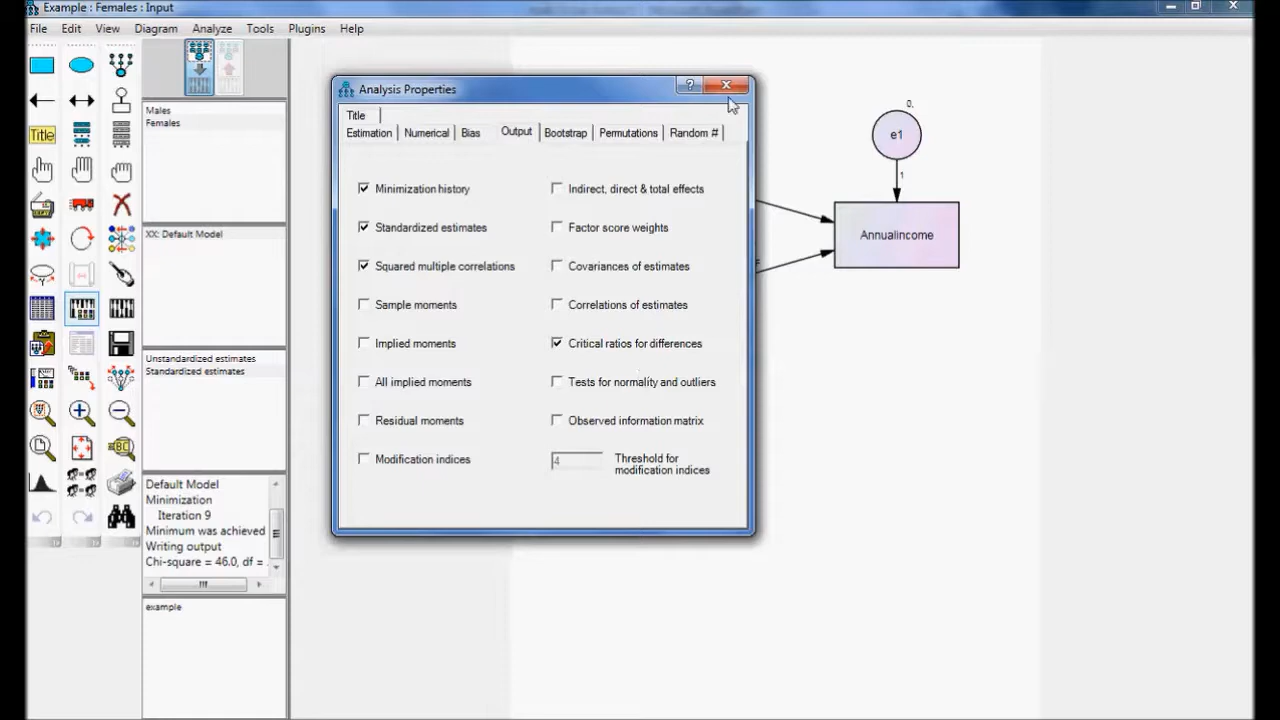 Example : Females : Input
File Edit View Diagram Analyze Tools Plugins Help
Title
Males
Females
XX: Default Model
Unstandardized estimates
Standardized estimates
Default Model
Minimization
Iteration 9
Minimum was achieved
Writing output
Chi-square = 46.0, df =
example
Analysis Properties
Title
Estimation Numerical Bias Output Bootstrap Permutations Random #
Minimization history
Indirect, direct & total effects
Standardized estimates
Factor score weights
Squared multiple correlations
Covariances of estimates
Sample moments
Correlations of estimates
Implied moments
Critical ratios for differences
All implied moments
Tests for normality and outliers
Residual moments
Observed information matrix
Modification indices
4
Threshold for
modification indices
0,
e1
1
Annualincome